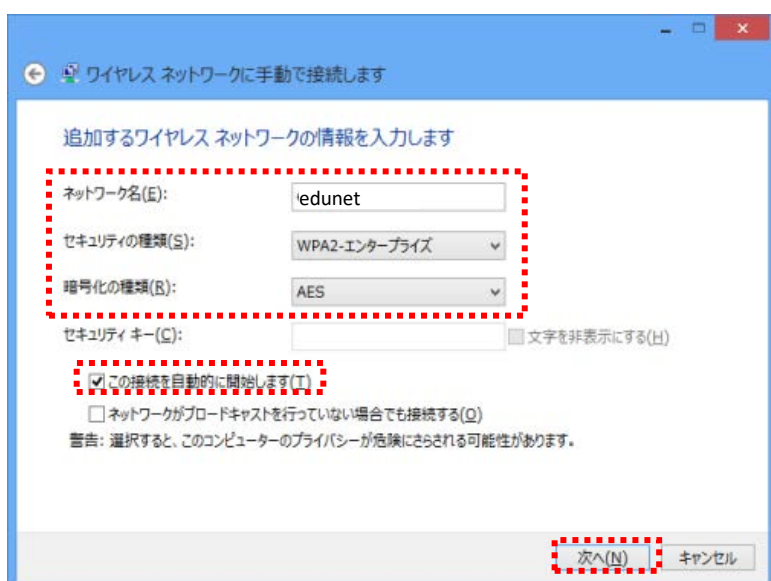 ワイヤレス ネットワークに手動で接続します
追加するワイヤレス ネットワークの情報を入力します
ネットワーク名(E): edunet
セキュリティの種類(S): WPA2-エンタープライズ
暗号化の種類(R): AES
セキュリティ キー(C): 文字を非表示にする(H)
この接続を自動的に開始します(T)
ネットワークがブロードキャストを行っていない場合でも接続する(O)
警告: 選択すると、このコンピューターのプライバシーが危険にさらされる可能性があります。
次へ(N) キャンセル